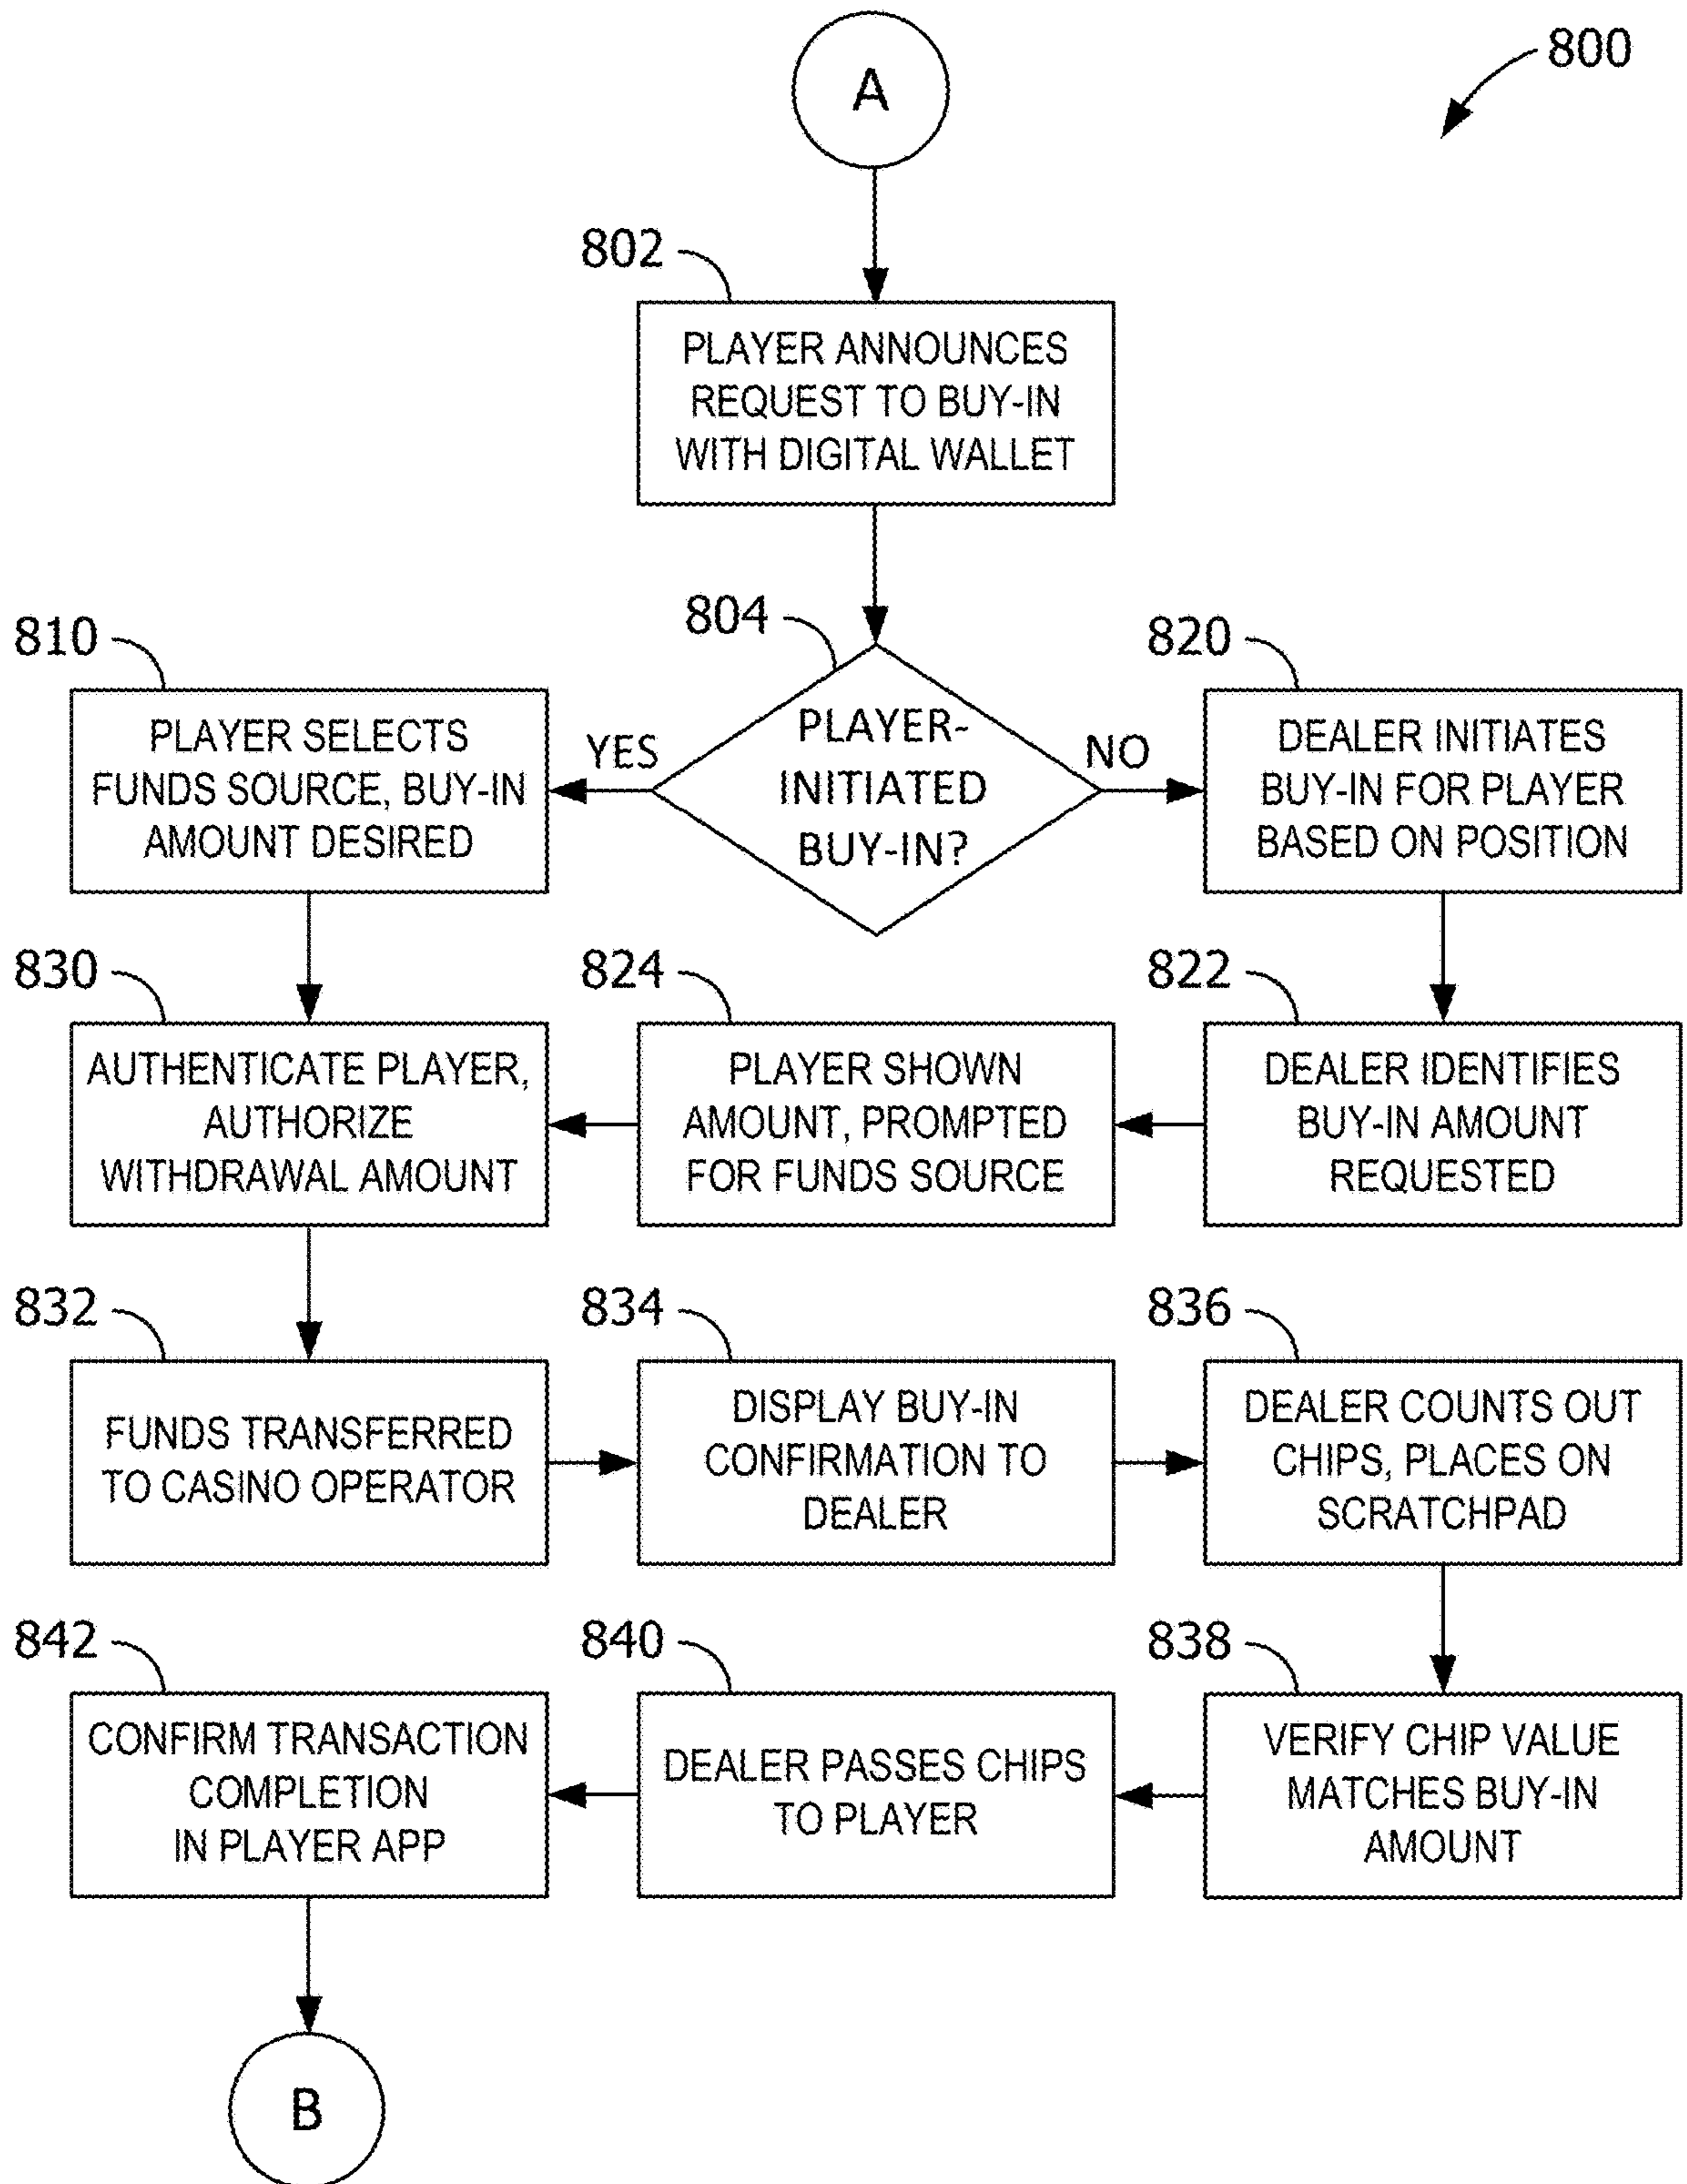 A
800
802
PLAYER ANNOUNCES
REQUEST TO BUY-IN
WITH DIGITAL WALLET
804
PLAYER-
INITIATED
BUY-IN?
YES
NO
810
PLAYER SELECTS
FUNDS SOURCE, BUY-IN
AMOUNT DESIRED
820
DEALER INITIATES
BUY-IN FOR PLAYER
BASED ON POSITION
830
AUTHENTICATE PLAYER,
AUTHORIZE
WITHDRAWAL AMOUNT
824
PLAYER SHOWN
AMOUNT, PROMPTED
FOR FUNDS SOURCE
822
DEALER IDENTIFIES
BUY-IN AMOUNT
REQUESTED
832
FUNDS TRANSFERRED
TO CASINO OPERATOR
834
DISPLAY BUY-IN
CONFIRMATION TO
DEALER
836
DEALER COUNTS OUT
CHIPS, PLACES ON
SCRATCHPAD
842
CONFIRM TRANSACTION
COMPLETION
IN PLAYER APP
840
DEALER PASSES CHIPS
TO PLAYER
838
VERIFY CHIP VALUE
MATCHES BUY-IN
AMOUNT
B